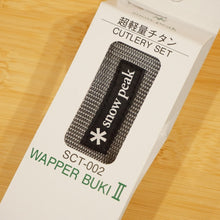 超軽量チタン
CUTLERY SET
snow peak
SCT-002
WAPPER BUKI II